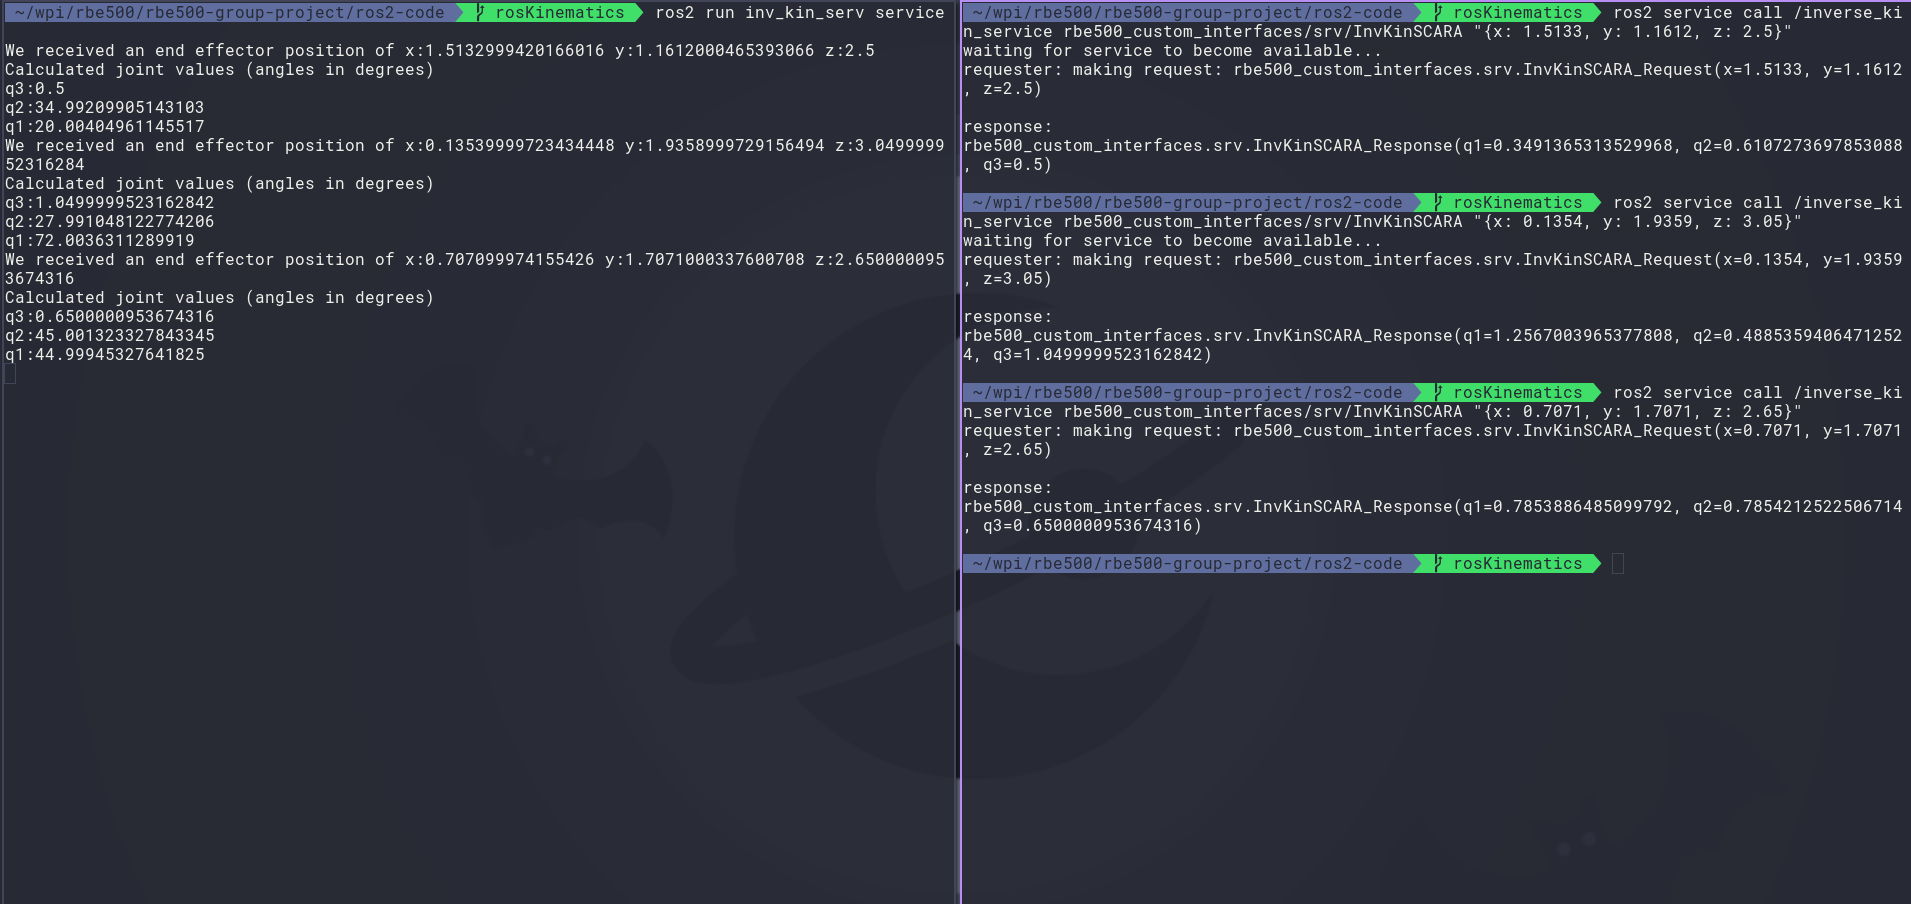 ~/wpi/rbe500/rbe500-group-project/ros2-code rosKinematics ros2 run inv_kin_serv service
We received an end effector position of x:1.5132999420166016 y:1.1612000465393066 z:2.5
Calculated joint values (angles in degrees)
q3:0.5
q2:34.99209905143103
q1:20.00404961145517
We received an end effector position of x:0.13539999723434448 y:1.9358999729156494 z:3.0499999
52316284
Calculated joint values (angles in degrees)
q3:1.0499999523162842
q2:27.991048122774206
q1:72.0036311289919
We received an end effector position of x:0.707099974155426 y:1.7071000337600708 z:2.650000095
3674316
Calculated joint values (angles in degrees)
q3:0.6500000953674316
q2:45.001323327843345
q1:44.99945327641825
~/wpi/rbe500/rbe500-group-project/ros2-code rosKinematics ros2 service call /inverse_ki
n_service rbe500_custom_interfaces/srv/InvKinSCARA "{x: 1.5133, y: 1.1612, z: 2.5}"
waiting for service to become available...
requester: making request: rbe500_custom_interfaces.srv.InvKinSCARA_Request(x=1.5133, y=1.1612
, z=2.5)
response:
rbe500_custom_interfaces.srv.InvKinSCARA_Response(q1=0.3491365313529968, q2=0.6107273697853088
, q3=0.5)
~/wpi/rbe500/rbe500-group-project/ros2-code rosKinematics ros2 service call /inverse_ki
n_service rbe500_custom_interfaces/srv/InvKinSCARA "{x: 0.1354, y: 1.9359, z: 3.05}"
waiting for service to become available...
requester: making request: rbe500_custom_interfaces.srv.InvKinSCARA_Request(x=0.1354, y=1.9359
, z=3.05)
response:
rbe500_custom_interfaces.srv.InvKinSCARA_Response(q1=1.2567003965377808, q2=0.4885359406471252
4, q3=1.0499999523162842)
~/wpi/rbe500/rbe500-group-project/ros2-code rosKinematics ros2 service call /inverse_ki
n_service rbe500_custom_interfaces/srv/InvKinSCARA "{x: 0.7071, y: 1.7071, z: 2.65}"
requester: making request: rbe500_custom_interfaces.srv.InvKinSCARA_Request(x=0.7071, y=1.7071
, z=2.65)
response:
rbe500_custom_interfaces.srv.InvKinSCARA_Response(q1=0.7853886485099792, q2=0.7854212522506714
, q3=0.6500000953674316)
~/wpi/rbe500/rbe500-group-project/ros2-code rosKinematics